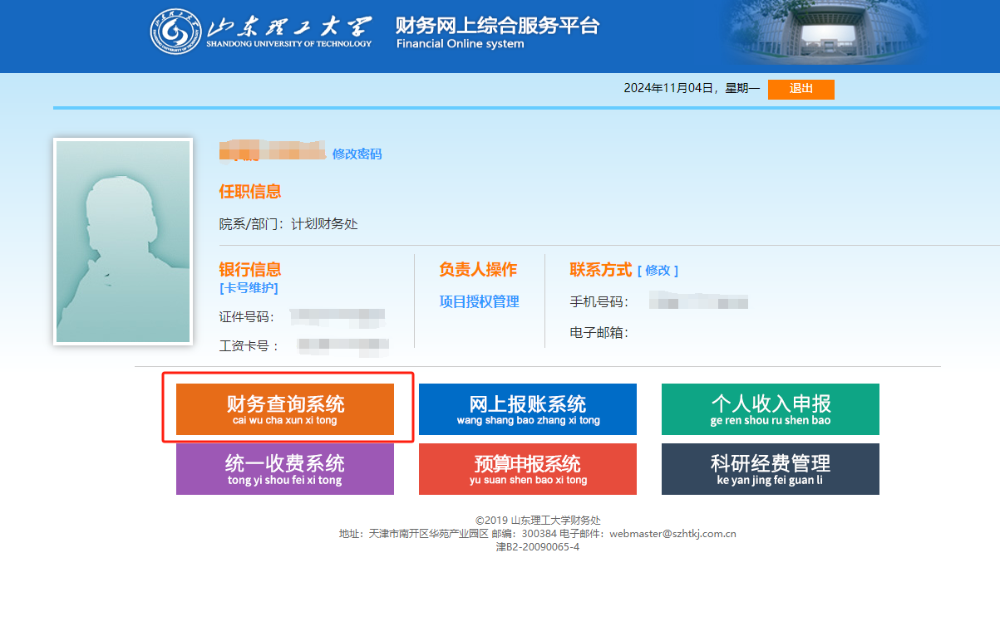 山东理工大学
SHANDONG UNIVERSITY OF TECHNOLOGY
财务网上综合服务平台
Financial Online system
2024年11月04日，星期一 退出
修改密码
任职信息
院系/部门：计划财务处
银行信息
[卡号维护]
证件号码：
工资卡号：
负责人操作
项目授权管理
联系方式 [ 修改 ]
手机号码：
电子邮箱：
财务查询系统
cai wu cha xun xi tong
网上报账系统
wang shang bao zhang xi tong
个人收入申报
ge ren shou ru shen bao
统一收费系统
tong yi shou fei xi tong
预算申报系统
yu suan shen bao xi tong
科研经费管理
ke yan jing fei guan li
©2019 山东理工大学财务处
地址：天津市南开区华苑产业园区 邮编：300384 电子邮件：webmaster@szhtkj.com.cn
津B2-20090065-4